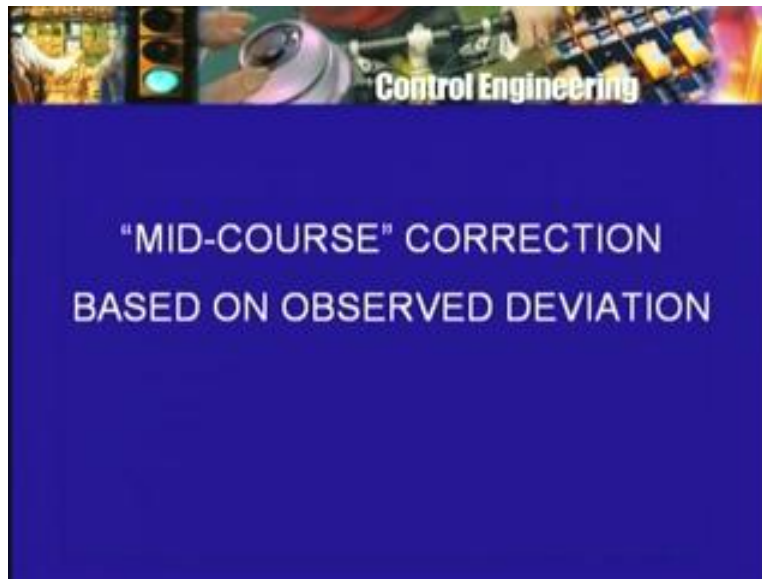 Control Engineering
“MID-COURSE” CORRECTION
BASED ON OBSERVED DEVIATION